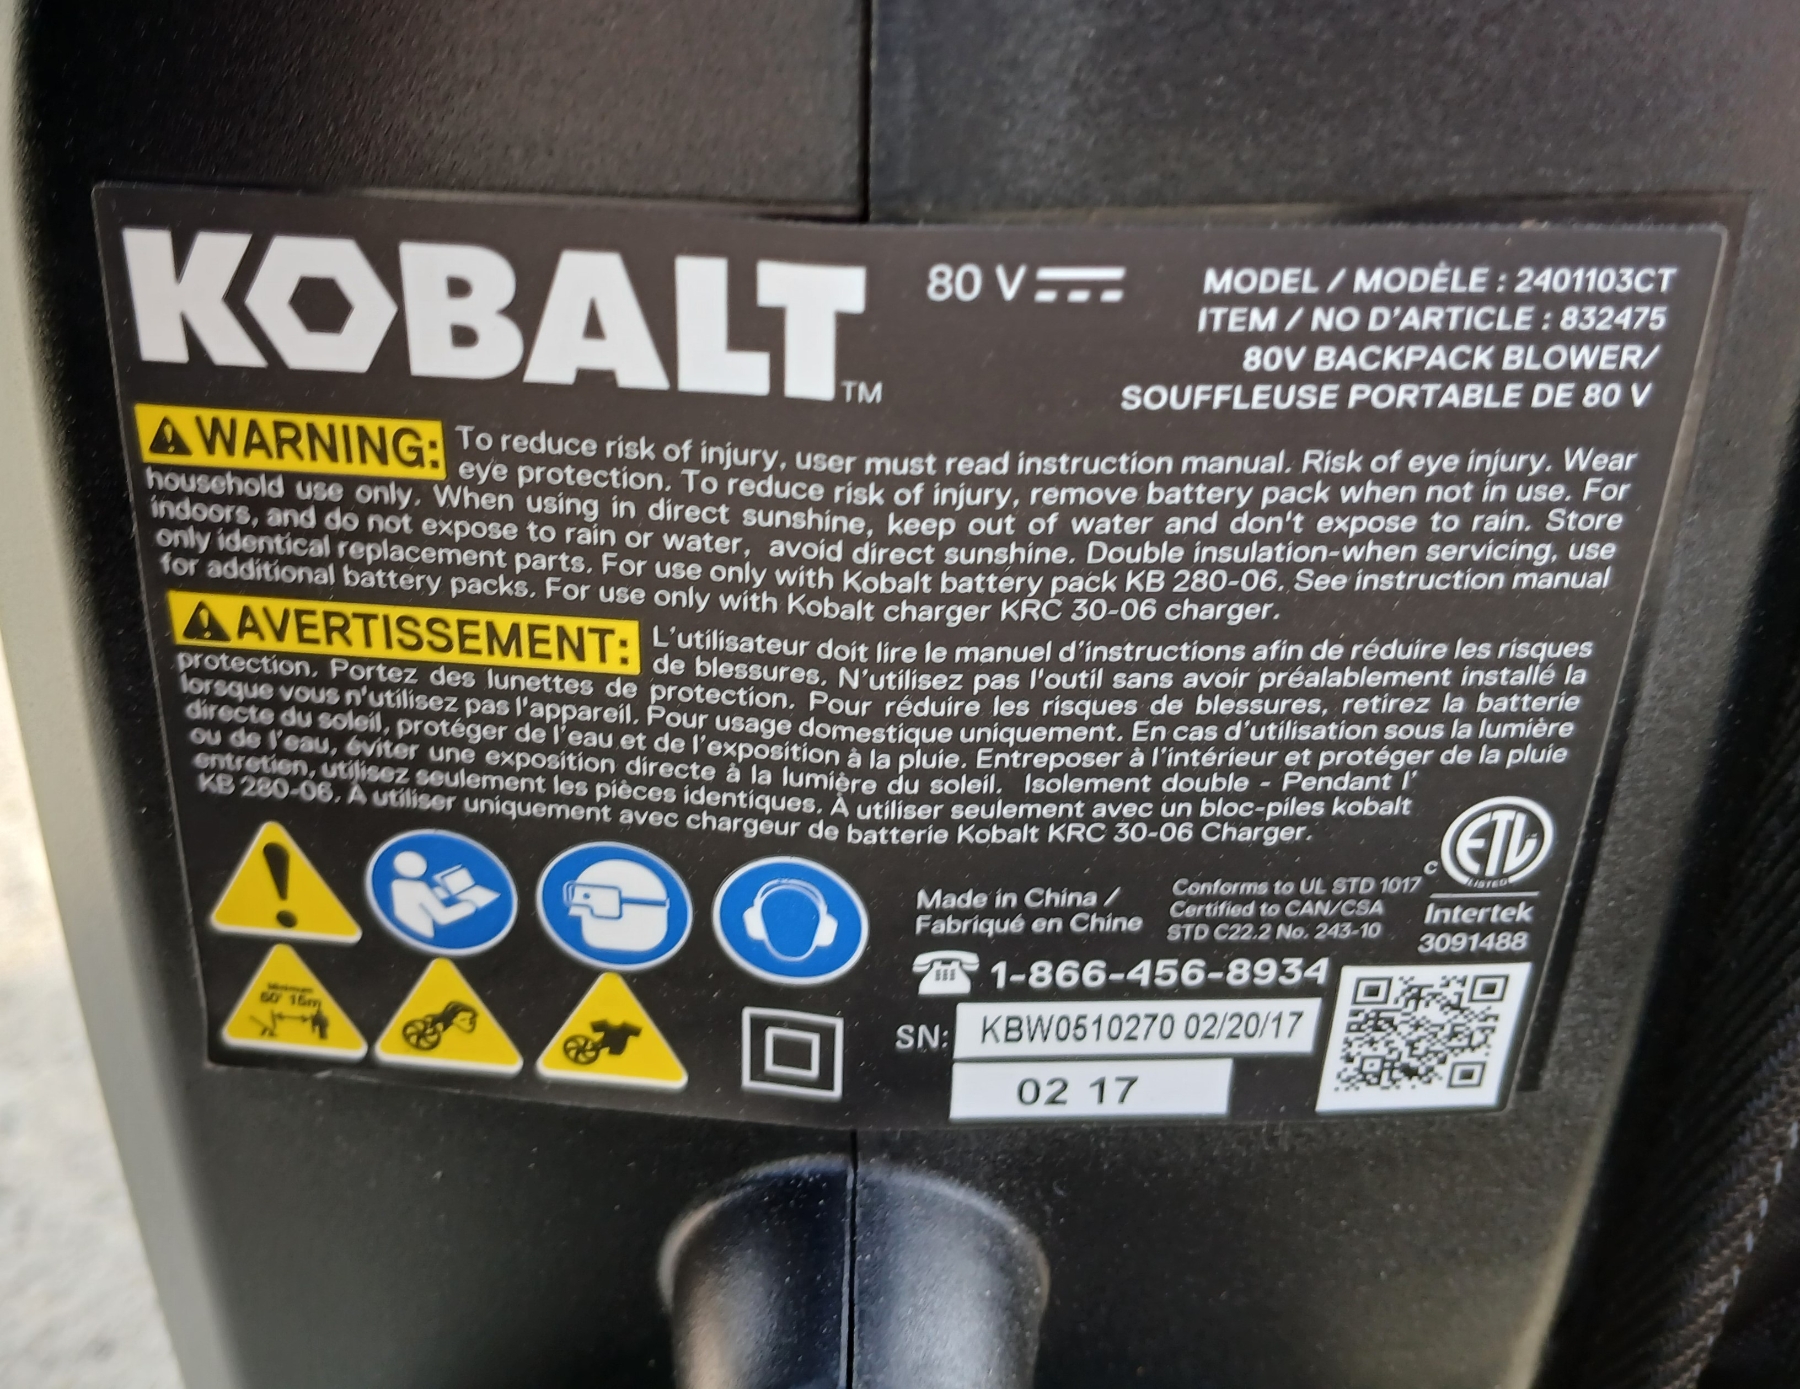 KOBALT™
80 V
MODEL / MODÈLE : 2401103CT
ITEM / NO D'ARTICLE : 832475
80V BACKPACK BLOWER/
SOUFFLEUSE PORTABLE DE 80 V
WARNING: To reduce risk of injury, user must read instruction manual. Risk of eye injury. Wear
eye protection. To reduce risk of injury, remove battery pack when not in use. For
household use only. When using in direct sunshine, keep out of water and don't expose to rain. Store
indoors, and do not expose to rain or water, avoid direct sunshine. Double insulation-when servicing, use
only identical replacement parts. For use only with Kobalt battery pack KB 280-06. See instruction manual
for additional battery packs. For use only with Kobalt charger KRC 30-06 charger.
AVERTISSEMENT: L'utilisateur doit lire le manuel d'instructions afin de réduire les risques
de blessures. N'utilisez pas l'outil sans avoir préalablement installé la
protection. Portez des lunettes de protection. Pour réduire les risques de blessures, retirez la batterie
lorsque vous n'utilisez pas l'appareil. Pour usage domestique uniquement. En cas d'utilisation sous la lumière
directe du soleil, protéger de l'eau et de l'exposition à la pluie. Entreposer à l'intérieur et protéger de la pluie
ou de l'eau, éviter une exposition directe à la lumière du soleil. Isolement double - Pendant l'
entretien, utilisez seulement les pièces identiques. À utiliser seulement avec un bloc-piles kobalt
KB 280-06. À utiliser uniquement avec chargeur de batterie Kobalt KRC 30-06 Charger.
Minimum
50' 15m
Made in China /
Fabriqué en Chine
Conforms to UL STD 1017
Certified to CAN/CSA
STD C22.2 No. 243-10
C ETL
LISTED
Intertek
3091488
1-866-456-8934
SN: KBW0510270 02/20/17
02 17